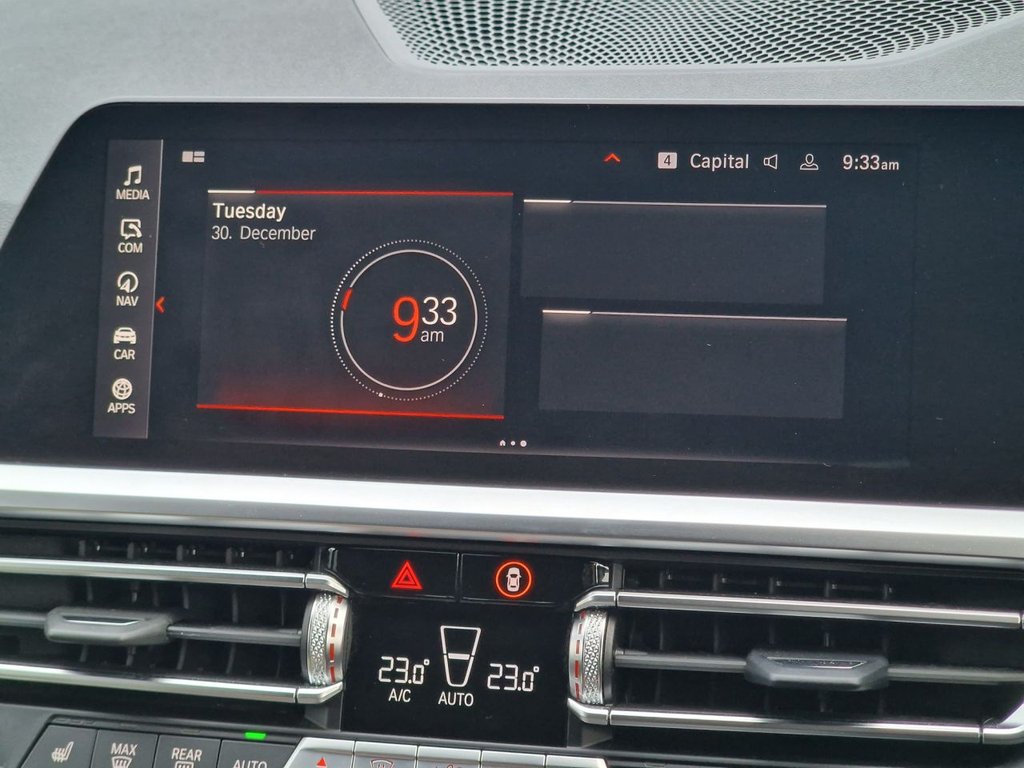 4 Capital 9:33am
MEDIA
COM
NAV
CAR
APPS
Tuesday
30. December
9 33
am
23.0° 23.0°
A/C AUTO
MAX
REAR
AUTO